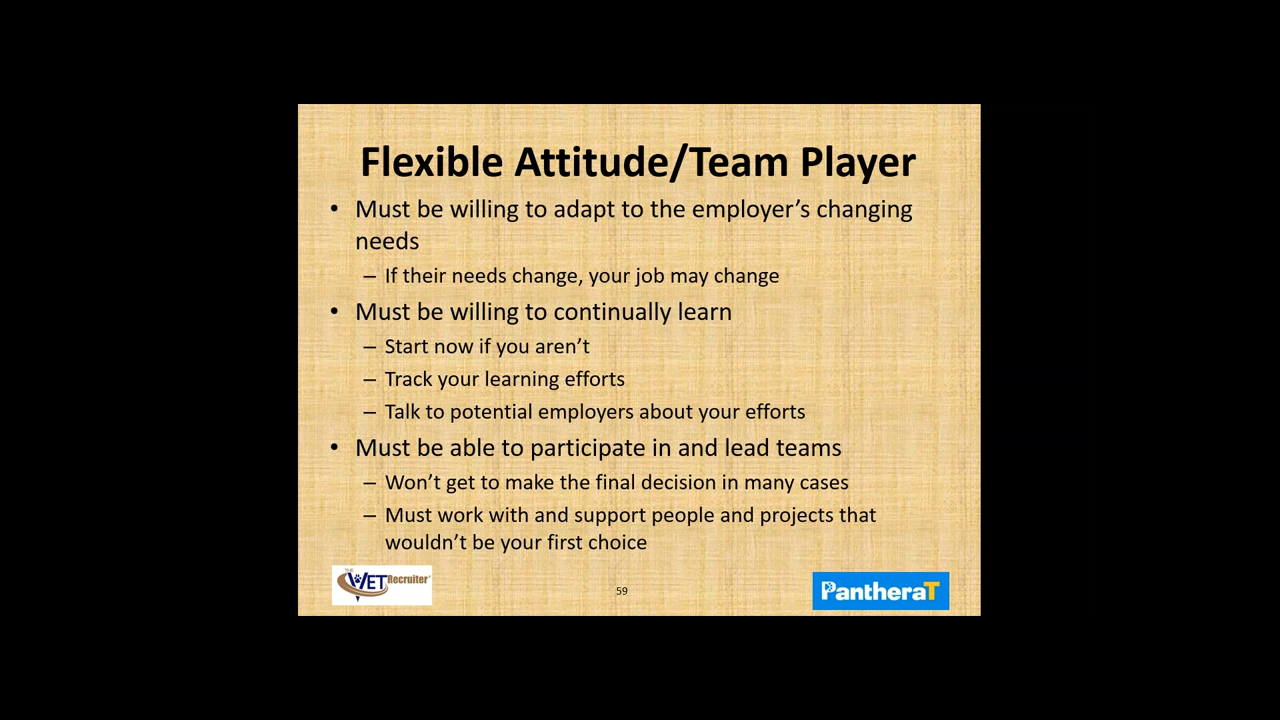 Flexible Attitude/Team Player
• Must be willing to adapt to the employer’s changing
needs
– If their needs change, your job may change
• Must be willing to continually learn
– Start now if you aren’t
– Track your learning efforts
– Talk to potential employers about your efforts
• Must be able to participate in and lead teams
– Won’t get to make the final decision in many cases
– Must work with and support people and projects that
wouldn’t be your first choice
THE VET Recruiter
59
PantheraT